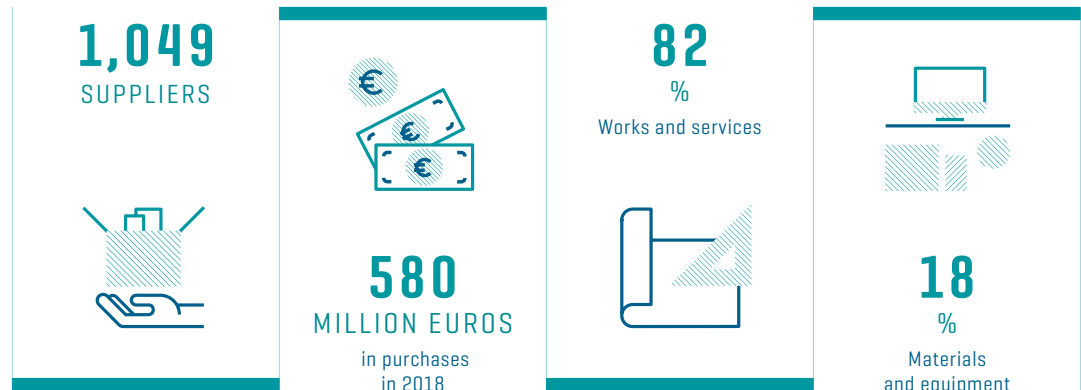 1,049
SUPPLIERS
€
€
€
580
MILLION EUROS
in purchases
in 2018
82
%
Works and services
18
%
Materials
and equipment